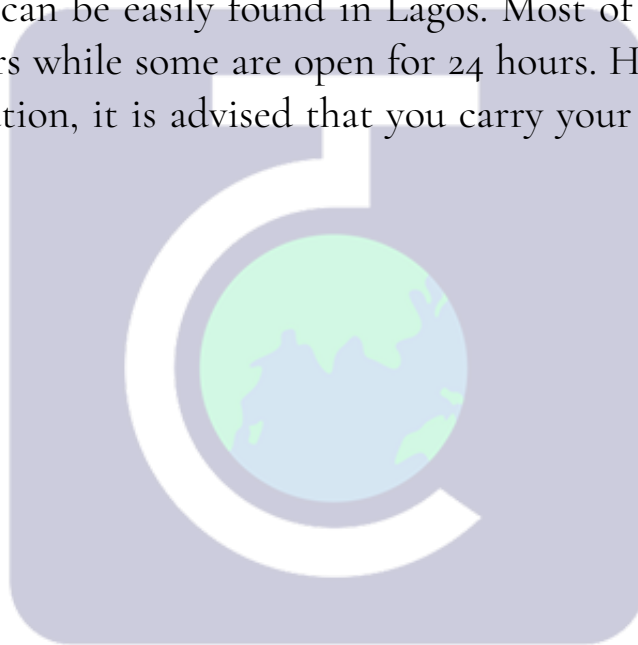 can be easily found in Lagos. Most of
rs while some are open for 24 hours. H
tion, it is advised that you carry your